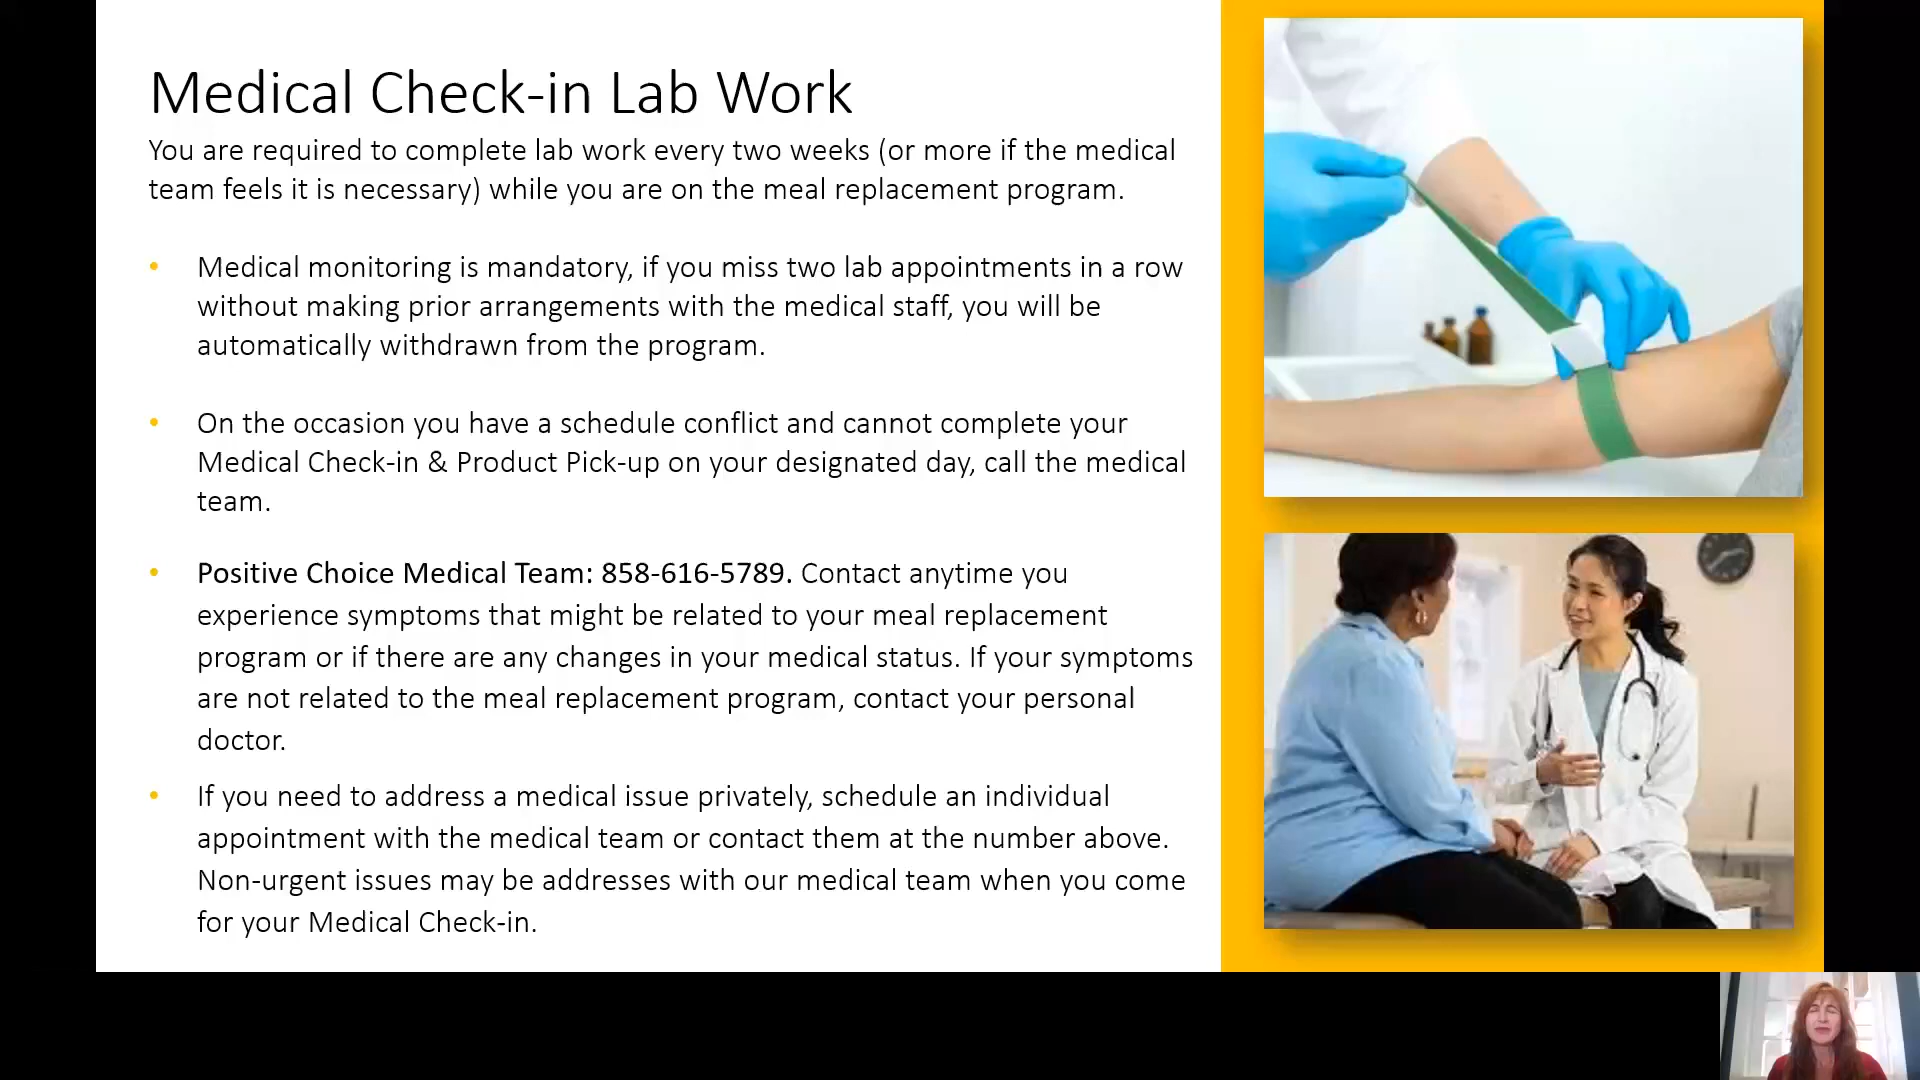 Medical Check-in Lab Work
You are required to complete lab work every two weeks (or more if the medical
team feels it is necessary) while you are on the meal replacement program.
• Medical monitoring is mandatory, if you miss two lab appointments in a row
without making prior arrangements with the medical staff, you will be
automatically withdrawn from the program.
• On the occasion you have a schedule conflict and cannot complete your
Medical Check-in & Product Pick-up on your designated day, call the medical
team.
• Positive Choice Medical Team: 858-616-5789. Contact anytime you
experience symptoms that might be related to your meal replacement
program or if there are any changes in your medical status. If your symptoms
are not related to the meal replacement program, contact your personal
doctor.
• If you need to address a medical issue privately, schedule an individual
appointment with the medical team or contact them at the number above.
Non-urgent issues may be addresses with our medical team when you come
for your Medical Check-in.